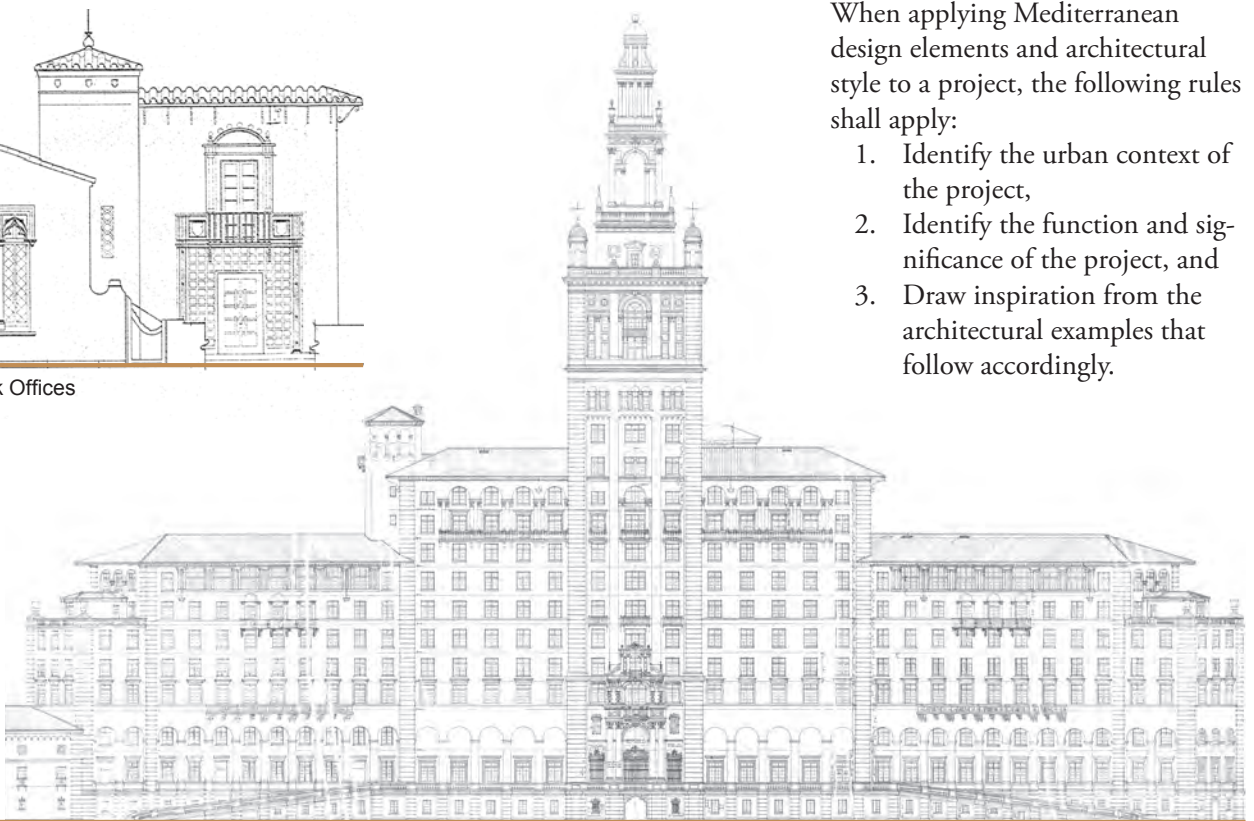 When applying Mediterranean
design elements and architectural
style to a project, the following rules
shall apply:
1. Identify the urban context of
the project,
2. Identify the function and sig-
nificance of the project, and
3. Draw inspiration from the
architectural examples that
follow accordingly.
Offices